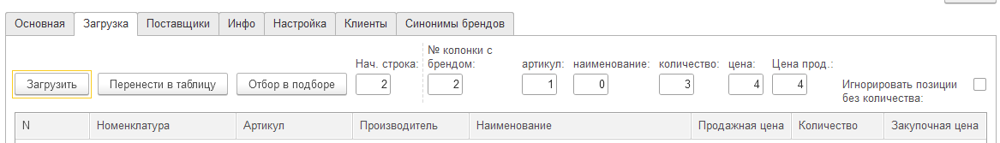 Основная Загрузка Поставщики Инфо Настройка Клиенты Синонимы брендов
№ колонки с
Нач. строка: брендом: артикул: наименование: количество: цена: Цена прод.:
Загрузить Перенести в таблицу Отбор в подборе 2 2 1 0 3 4 4 Игнорировать позиции
без количества:
N Номенклатура Артикул Производитель Наименование Продажная цена Количество Закупочная цена